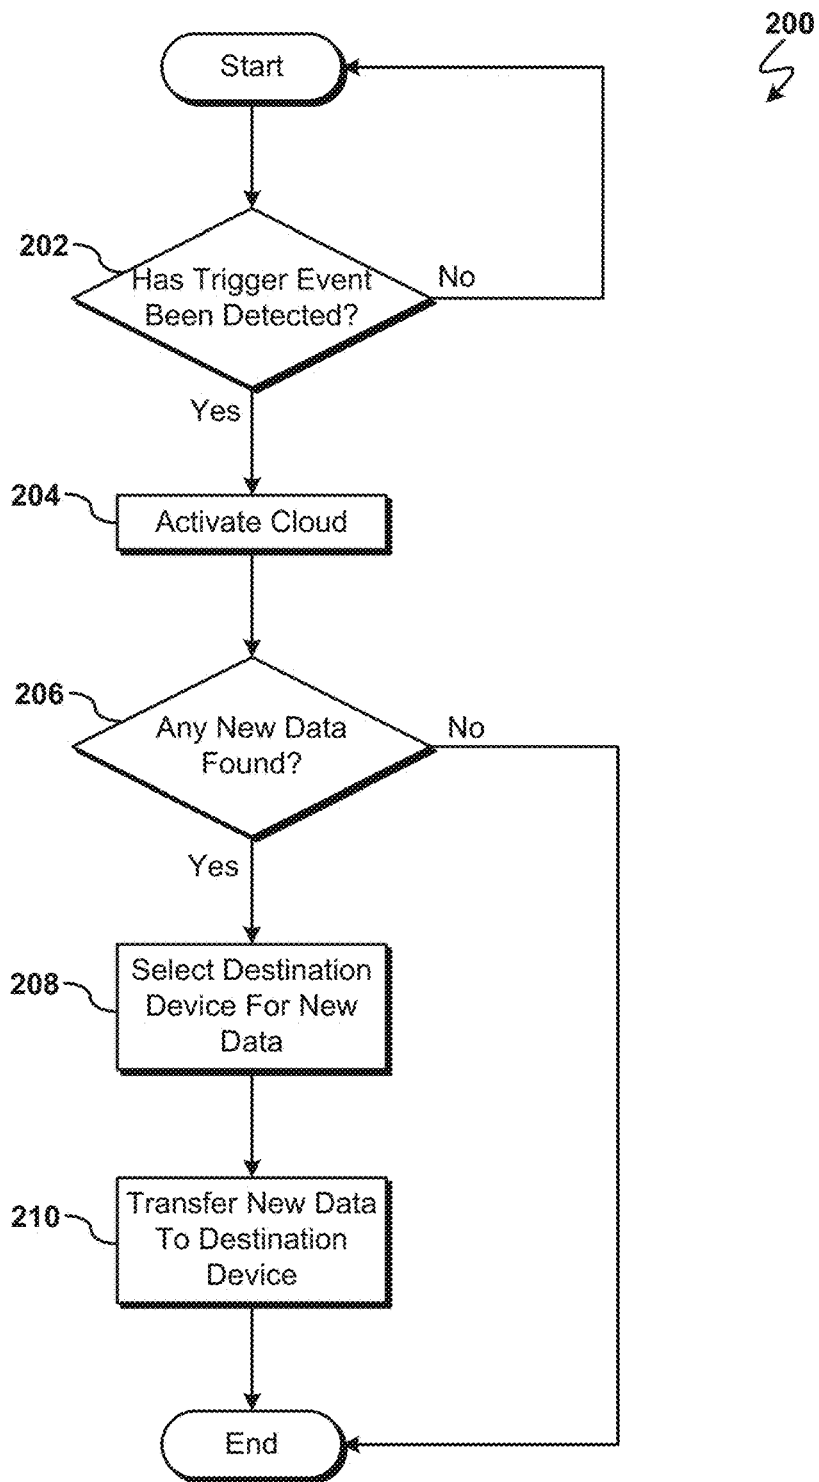 200
Start
202
Has Trigger Event
Been Detected?
No
Yes
204
Activate Cloud
206
Any New Data
Found?
No
Yes
208
Select Destination
Device For New
Data
210
Transfer New Data
To Destination
Device
End